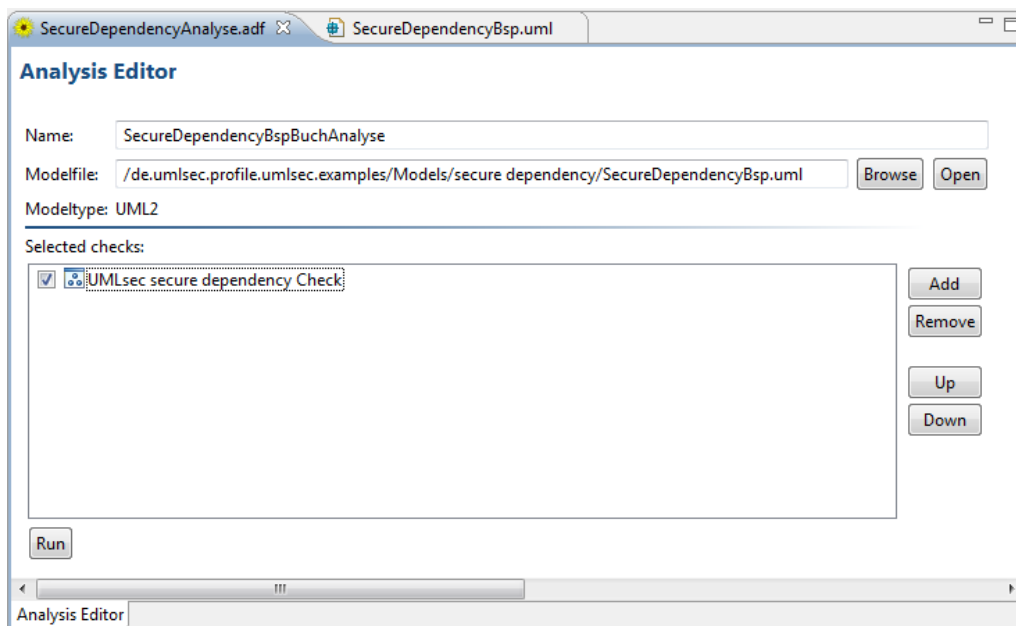 SecureDependencyAnalyse.adf SecureDependencyBsp.uml
Analysis Editor
Name: SecureDependencyBspBuchAnalyse
Modelfile: /de.umlsec.profile.umlsec.examples/Models/secure dependency/SecureDependencyBsp.uml Browse Open
Modeltype: UML2
Selected checks:
UMLsec secure dependency Check
Add
Remove
Up
Down
Run
Analysis Editor